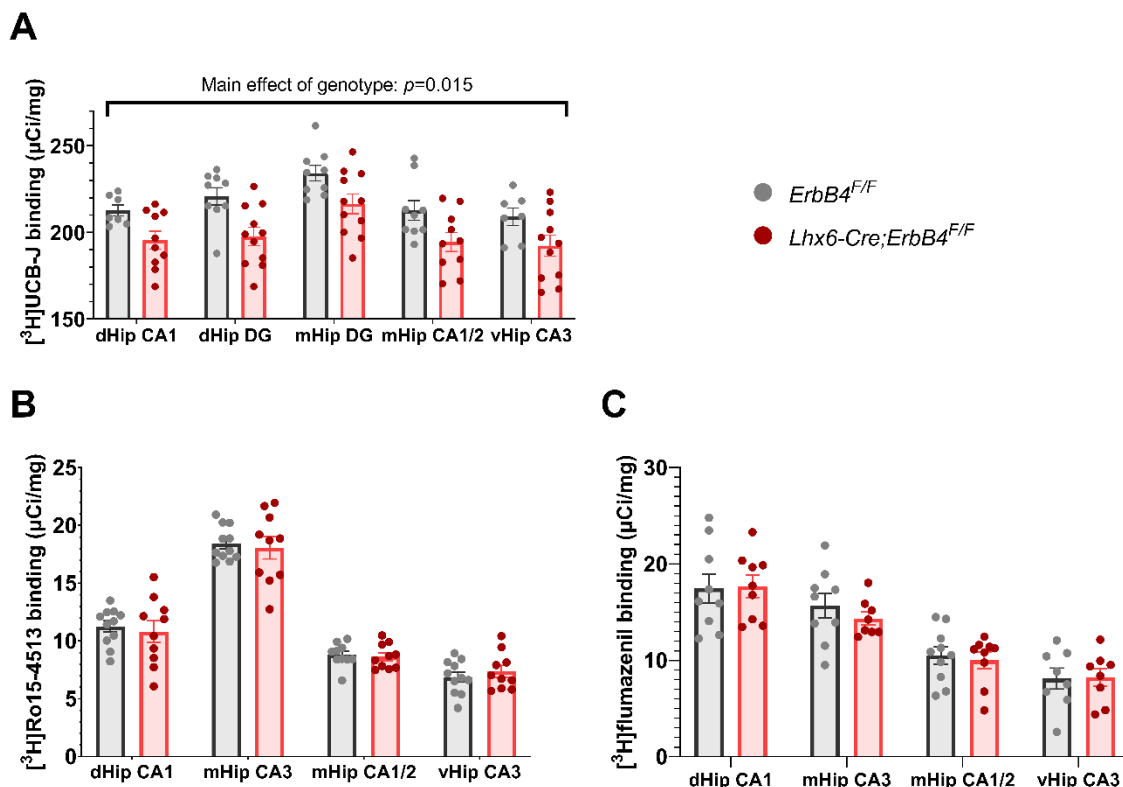 A
Main effect of genotype: p=0.015
[³H]UCB-J binding (µCi/mg)
250
200
150
dHip CA1 dHip DG mHip DG mHip CA1/2 vHip CA3
ErbB4^F/F
Lhx6-Cre;ErbB4^F/F
B
[³H]Ro15-4513 binding (µCi/mg)
25
20
15
10
5
0
dHip CA1 mHip CA3 mHip CA1/2 vHip CA3
C
[³H]flumazenil binding (µCi/mg)
30
20
10
0
dHip CA1 mHip CA3 mHip CA1/2 vHip CA3